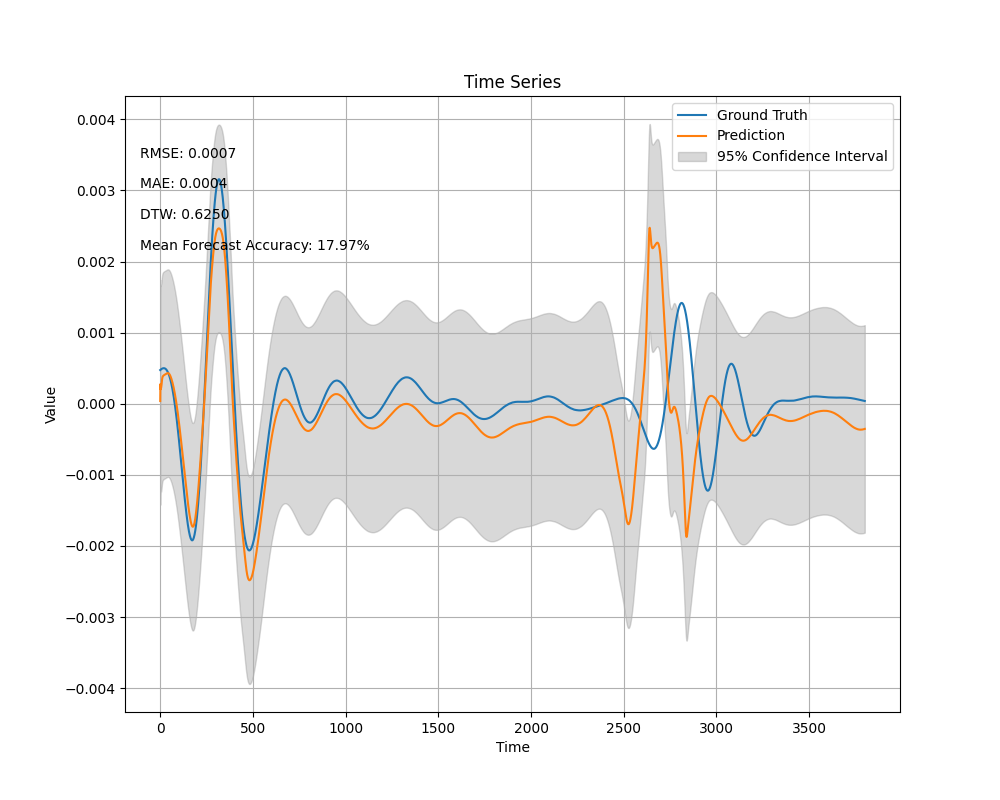 Time Series
Ground Truth
Prediction
95% Confidence Interval
RMSE: 0.0007
MAE: 0.0004
DTW: 0.6250
Mean Forecast Accuracy: 17.97%
Value
0.004
0.003
0.002
0.001
0.000
−0.001
−0.002
−0.003
−0.004
0 500 1000 1500 2000 2500 3000 3500
Time